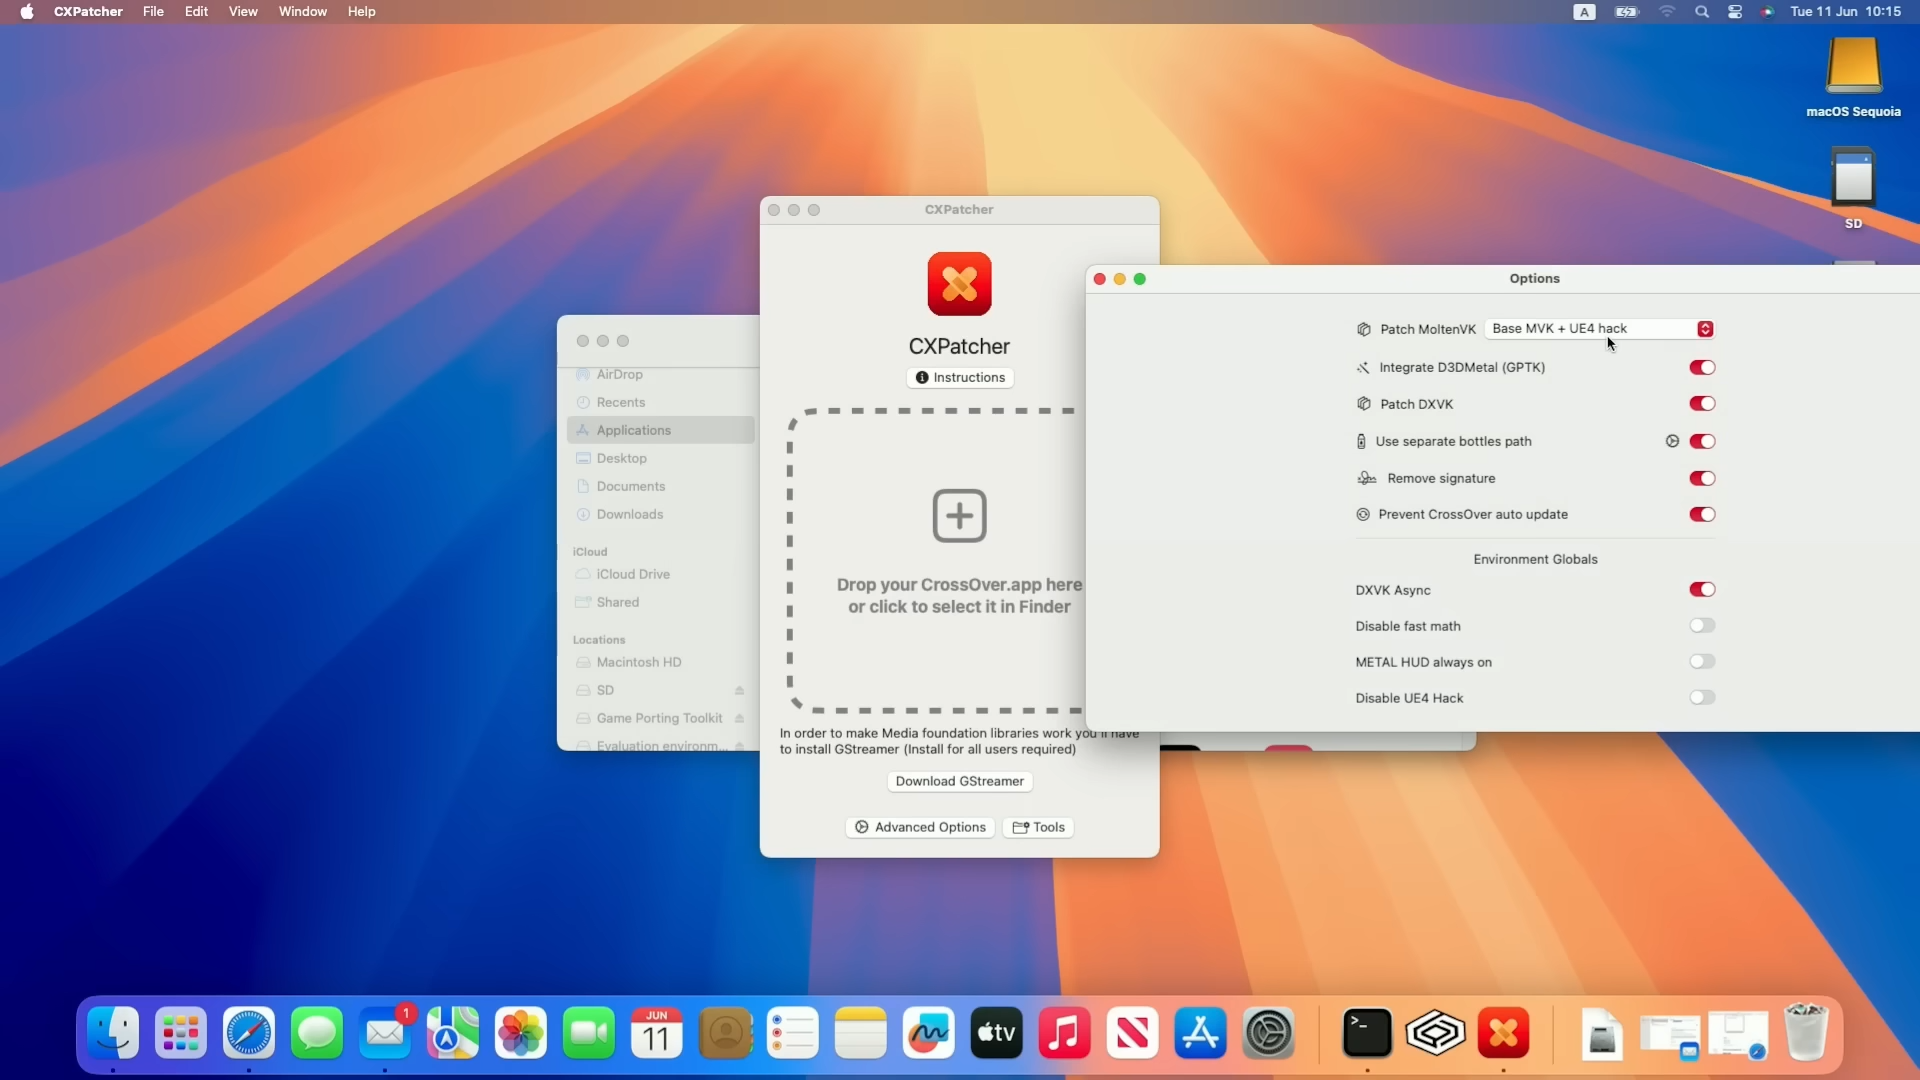 CXPatcher File Edit View Window Help
A
Tue 11 Jun 10:15
macOS Sequoia
SD
CXPatcher
CXPatcher
Instructions
Drop your CrossOver.app here
or click to select it in Finder
In order to make Media foundation libraries work you'll have
to install GStreamer (Install for all users required)
Download GStreamer
Advanced Options
Tools
AirDrop
Recents
Applications
Desktop
Documents
Downloads
iCloud
iCloud Drive
Shared
Locations
Macintosh HD
SD
Game Porting Toolkit
Evaluation environm...
Options
Patch MoltenVK Base MVK + UE4 hack
Integrate D3DMetal (GPTK)
Patch DXVK
Use separate bottles path
Remove signature
Prevent CrossOver auto update
Environment Globals
DXVK Async
Disable fast math
METAL HUD always on
Disable UE4 Hack
1
JUN
11
tv
>_